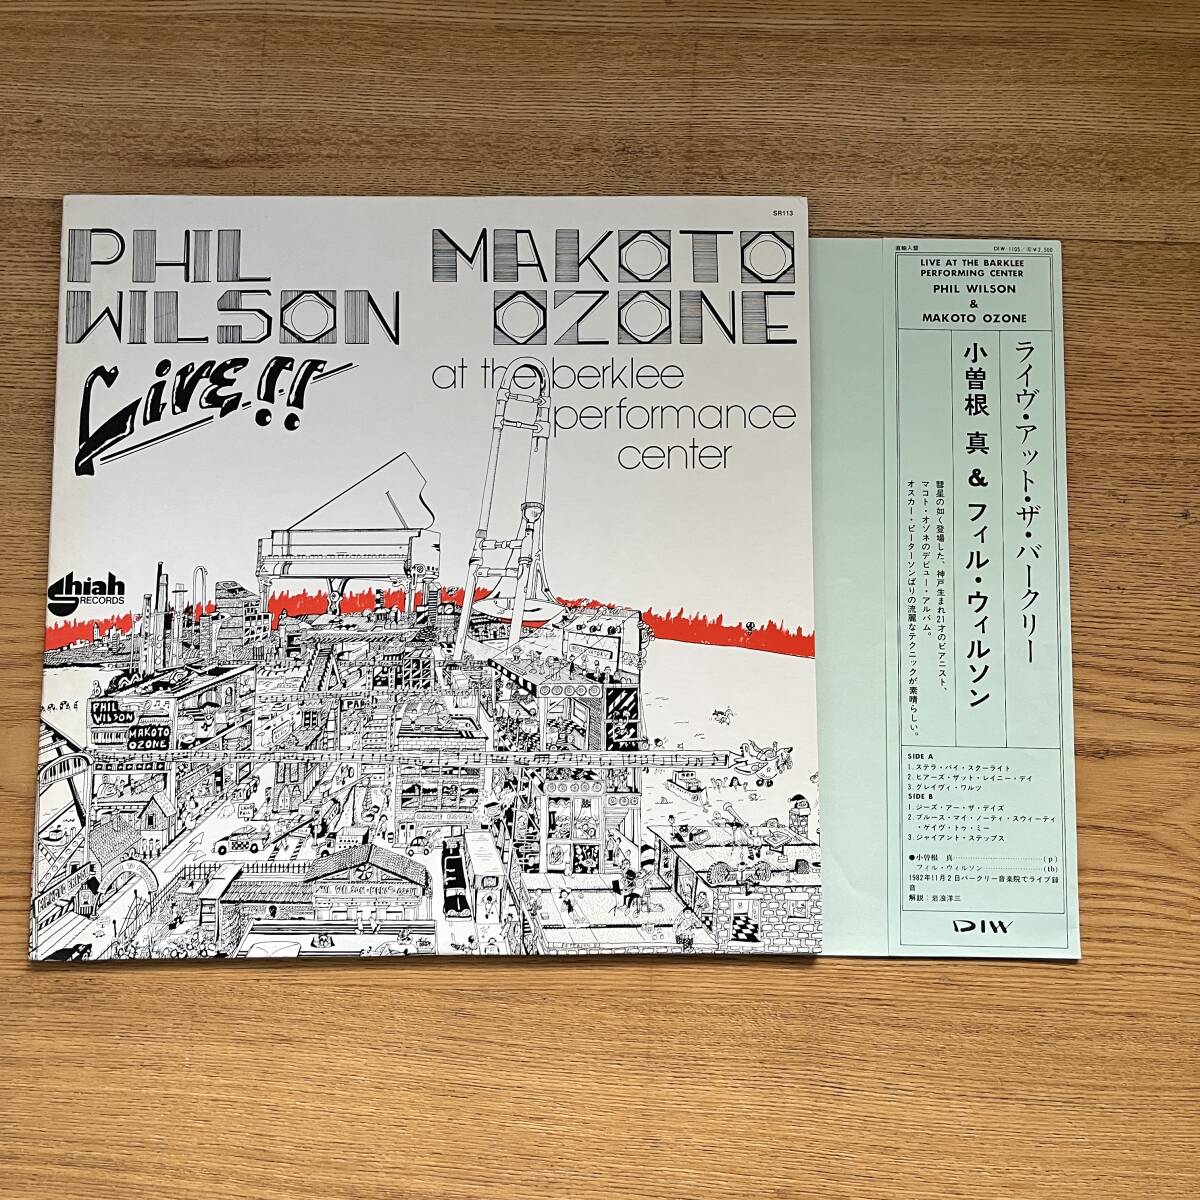 SR113
PHIL WILSON
MAKOTO OZONE
Live!!
at the berklee
performance
center
Shiah
RECORDS
PHIL
WILSON
MAKOTO
OZONE
直輸入盤
DIW-1105/㊣¥2,500
LIVE AT THE BARKLEE
PERFORMING CENTER
PHIL WILSON
&
MAKOTO OZONE
ライヴ・アット・ザ・バークリー
小曽根 真 & フィル・ウィルソン
彗星の如く登場した、神戸生まれ21才のピアニスト、
マコト・オゾネのデビュー・アルバム。
オスカー・ピーターソンばりの流麗なテクニックが素晴らしい。
SIDE A
1.ステラ・バイ・スターライト
2.ヒアーズ・ザット・レイニー・デイ
3.グレイヴィ・ワルツ
SIDE B
1.ジーズ・アー・ザ・デイズ
2.ブルース・マイ・ノーティ・スウィーティ
・ゲイヴ・トゥ・ミー
3.ジャイアント・ステップス
●小曽根 真……………………(p)
フィル・ウィルソン……………(tb)
1982年11月2日バークリー音楽院でライブ録
音
解説:岩浪洋三
DIW